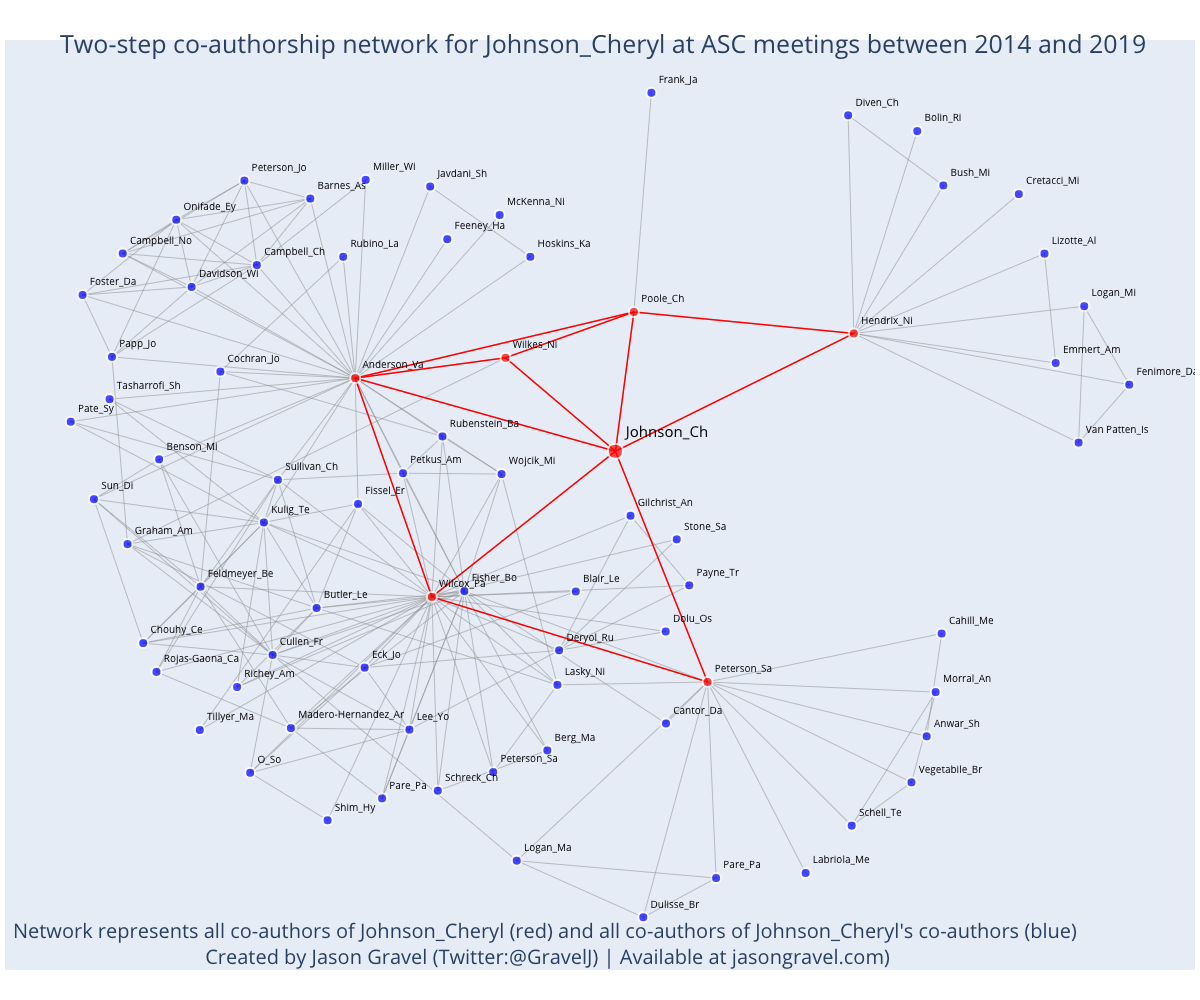 Two-step co-authorship network for Johnson_Cheryl at ASC meetings between 2014 and 2019
Frank_Ja
Diven_Ch
Bolin_Ri
Peterson_Jo
Miller_Wi
Javdani_Sh
Bush_Mi
Barnes_As
Cretacci_Mi
Onifade_Ey
McKenna_Ni
Feeney_Ha
Campbell_No
Campbell_Ch
Rubino_La
Hoskins_Ka
Lizotte_Al
Foster_Da
Davidson_Wi
Logan_Mi
Poole_Ch
Hendrix_Ni
Papp_Jo
Cochran_Jo
Anderson_Va
Wilkes_Ni
Emmert_Am
Fenimore_Da
Tasharrofi_Sh
Pate_Sy
Rubenstein_Ba
Johnson_Ch
Van Patten_Is
Benson_Mi
Sullivan_Ch
Petkus_Am
Wojcik_Mi
Sun_Di
Fissel_Er
Gilchrist_An
Kulig_Te
Stone_Sa
Graham_Am
Feldmeyer_Be
Wilcox_Pa
Fisher_Bo
Blair_Le
Payne_Tr
Butler_Le
Dolu_Os
Chouhy_Ce
Cullen_Fr
Deryol_Ru
Cahill_Me
Rojas-Gaona_Ca
Richey_Am
Eck_Jo
Lasky_Ni
Peterson_Sa
Morral_An
Tillyer_Ma
Madero-Hernandez_Ar
Lee_Yo
Cantor_Da
Anwar_Sh
Berg_Ma
O_So
Peterson_Sa
Vegetabile_Br
Schreck_Ch
Pare_Pa
Shim_Hy
Schell_Te
Logan_Ma
Pare_Pa
Labriola_Me
Dulisse_Br
Network represents all co-authors of Johnson_Cheryl (red) and all co-authors of Johnson_Cheryl's co-authors (blue)
Created by Jason Gravel (Twitter:@GravelJ) | Available at jasongravel.com)